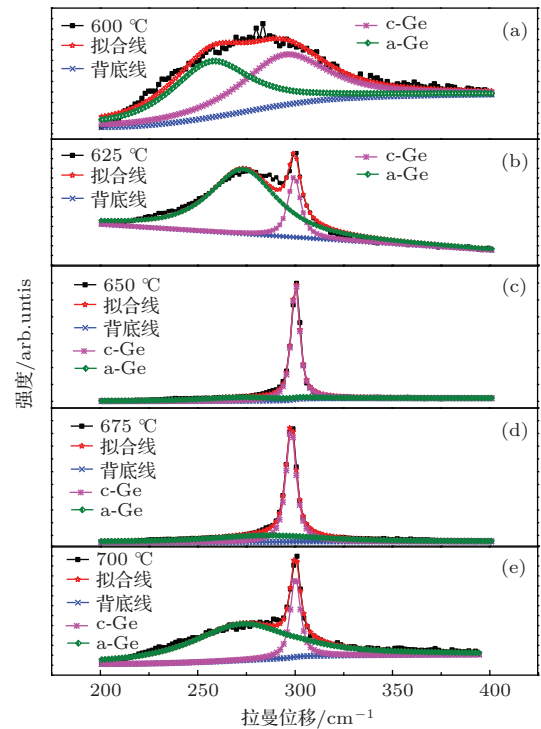 600 ℃
拟合线
背底线
c-Ge
a-Ge
(a)
625 ℃
拟合线
背底线
c-Ge
a-Ge
(b)
650 ℃
拟合线
背底线
c-Ge
a-Ge
(c)
675 ℃
拟合线
背底线
c-Ge
a-Ge
(d)
700 ℃
拟合线
背底线
c-Ge
a-Ge
(e)
强度/arb.untis
200 250 300 350 400
拉曼位移/cm⁻¹